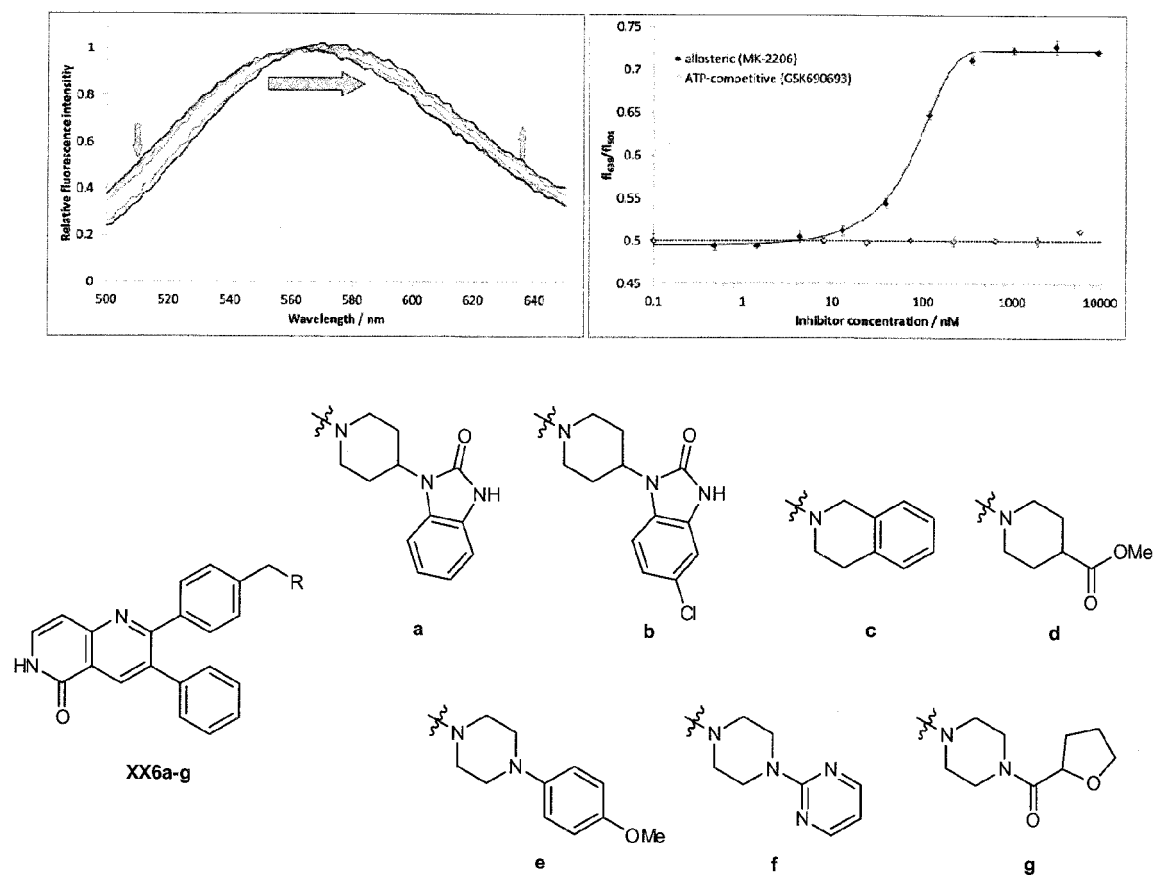 Relative fluorescence intensitiy
1
0.8
0.6
0.4
0.2
0
500 520 540 560 580 600 620 640
Wavelength / nm
fl639/fl505
0.75
0.7
0.65
0.6
0.55
0.5
0.45
allosteric (MK-2206)
ATP-competitive (GSK690693)
0.1 1 10 100 1000 10000
Inhibitor concentration / nM
N
O
N
NH
a
N
O
N
NH
Cl
b
N
c
N
OMe
O
d
R
N
HN
O
XX6a-g
N
N
OMe
e
N
N
N
N
f
N
N
O
O
g